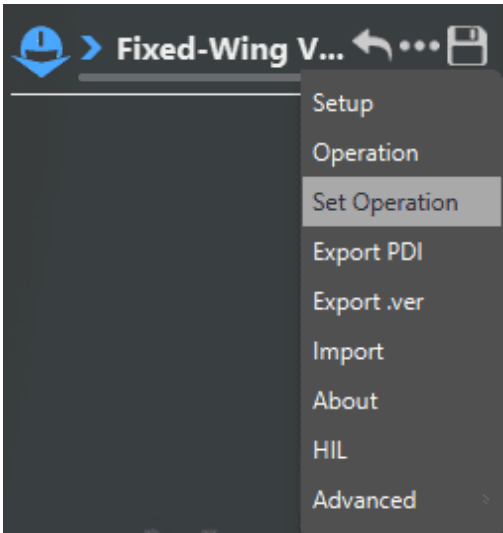 Fixed-Wing V...
Setup
Operation
Set Operation
Export PDI
Export .ver
Import
About
HIL
Advanced